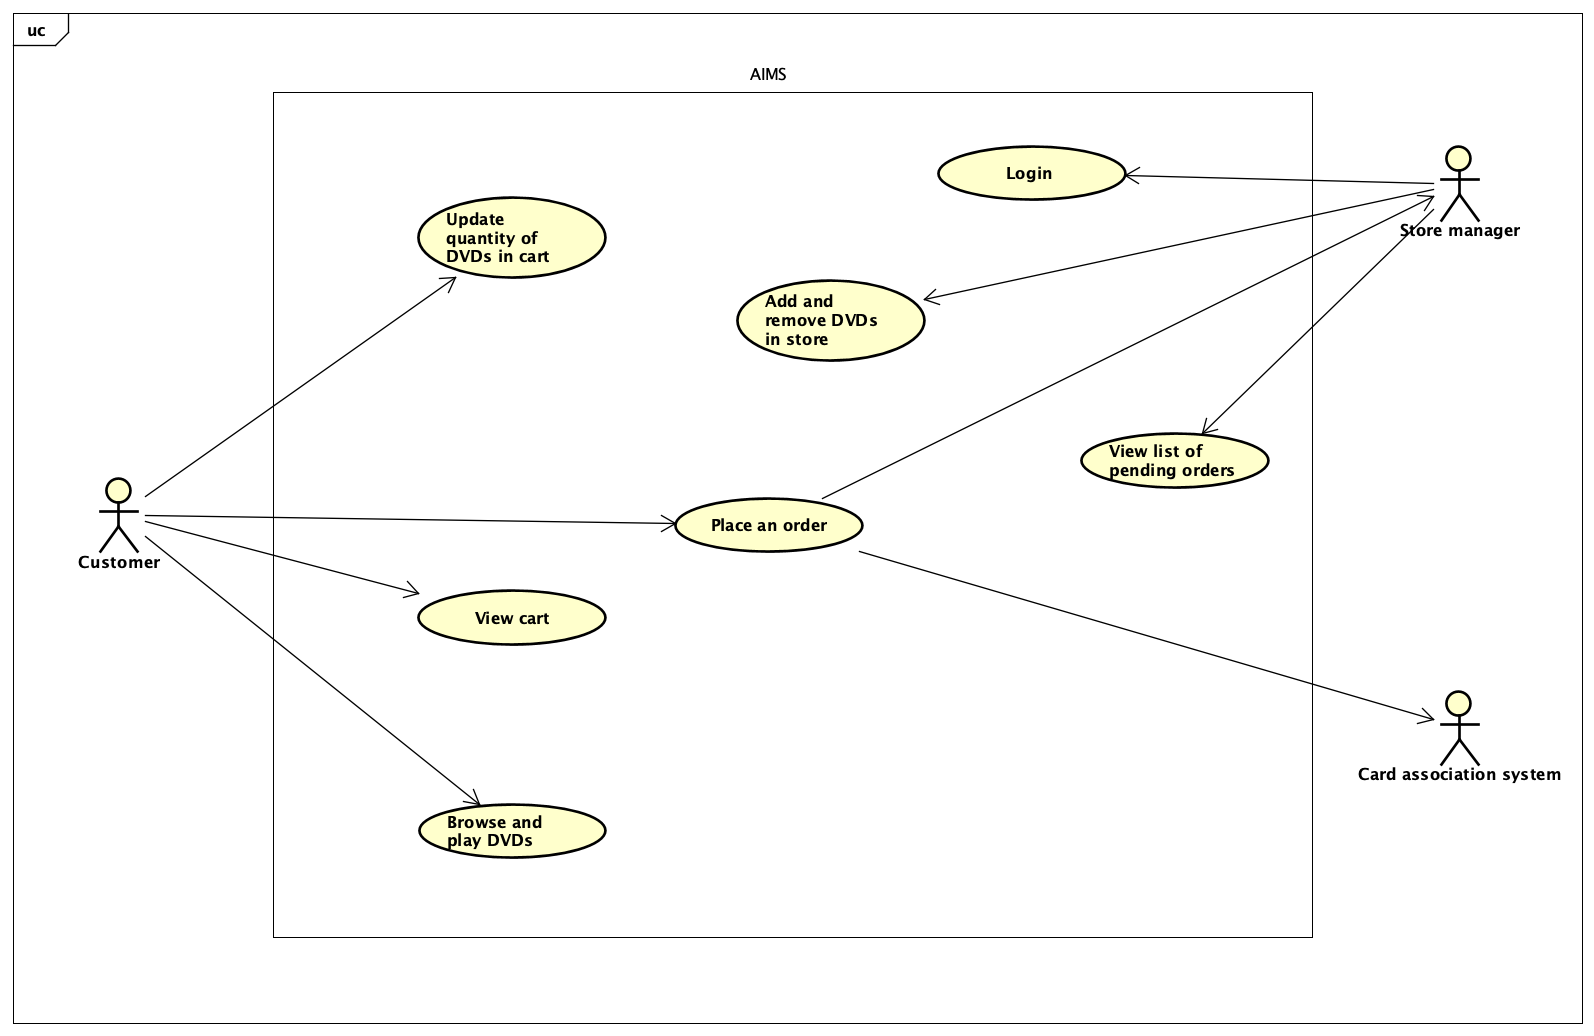 uc
AIMS
Login
Update
quantity of
DVDs in cart
Store manager
Add and
remove DVDs
in store
View list of
pending orders
Place an order
Customer
View cart
Card association system
Browse and
play DVDs